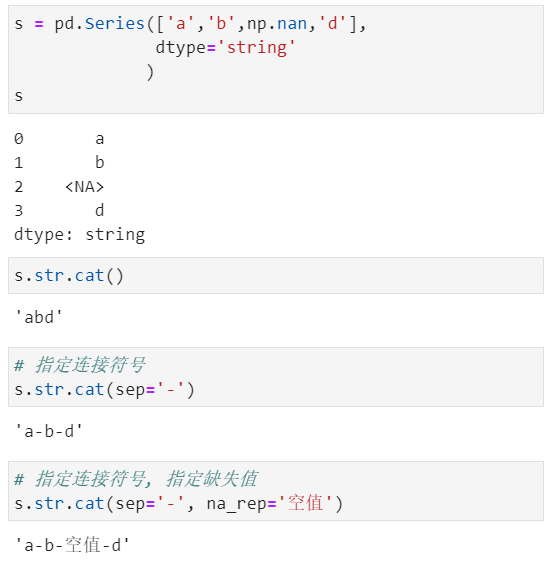 s = pd.Series(['a','b',np.nan,'d'],
              dtype='string'
             )
s
0       a
1       b
2    <NA>
3       d
dtype: string
s.str.cat()
'abd'
# 指定连接符号
s.str.cat(sep='-')
'a-b-d'
# 指定连接符号, 指定缺失值
s.str.cat(sep='-', na_rep='空值')
'a-b-空值-d'